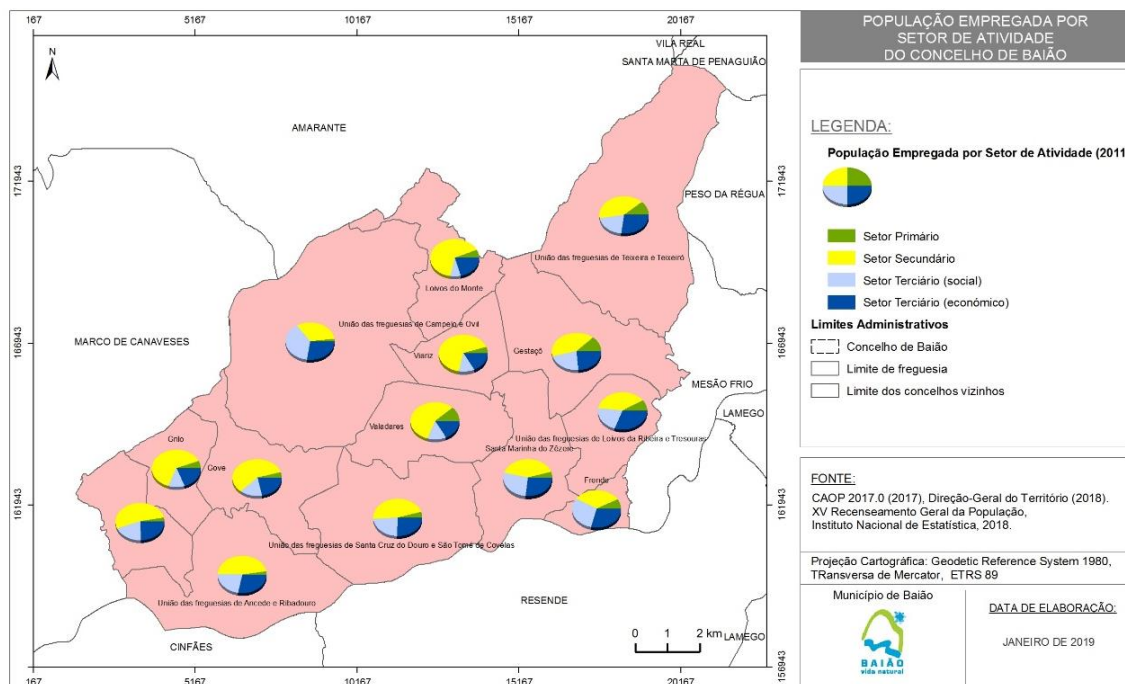 167
5167
10167
15167
20167
171943
166943
161943
171943
166943
161943
156943
5167
10167
15167
20167
N
VILA REAL
SANTA MARTA DE PENAGUIÃO
AMARANTE
PESO DA RÉGUA
MARCO DE CANAVESES
MESÃO FRIO
LAMEGO
RESENDE
CINFÃES
LAMEGO
União das freguesias de Teixeira e Teixeiró
Loivos do Monte
União das freguesias de Campelo e Ovil
Viariz
Gestaçô
Valadares
União das freguesias de Loivos da Ribeira e Tresouras
Santa Marinha do Zêzere
Grilo
Gove
Frende
União das freguesias de Santa Cruz do Douro e São Tomé de Covelas
União das freguesias de Ancede e Ribadouro
0 1 2 km
POPULAÇÃO EMPREGADA POR
SETOR DE ATIVIDADE
DO CONCELHO DE BAIÃO
LEGENDA:
População Empregada por Setor de Atividade (2011
Setor Primário
Setor Secundário
Setor Terciário (social)
Setor Terciário (económico)
Limites Administrativos
Concelho de Baião
Limite de freguesia
Limite dos concelhos vizinhos
FONTE:
CAOP 2017.0 (2017), Direção-Geral do Território (2018).
XV Recenseamento Geral da População,
Instituto Nacional de Estatística, 2018.
Projeção Cartográfica: Geodetic Reference System 1980,
TRansversa de Mercator, ETRS 89
Município de Baião
BAIÃO
vida natural
DATA DE ELABORAÇÃO:
JANEIRO DE 2019